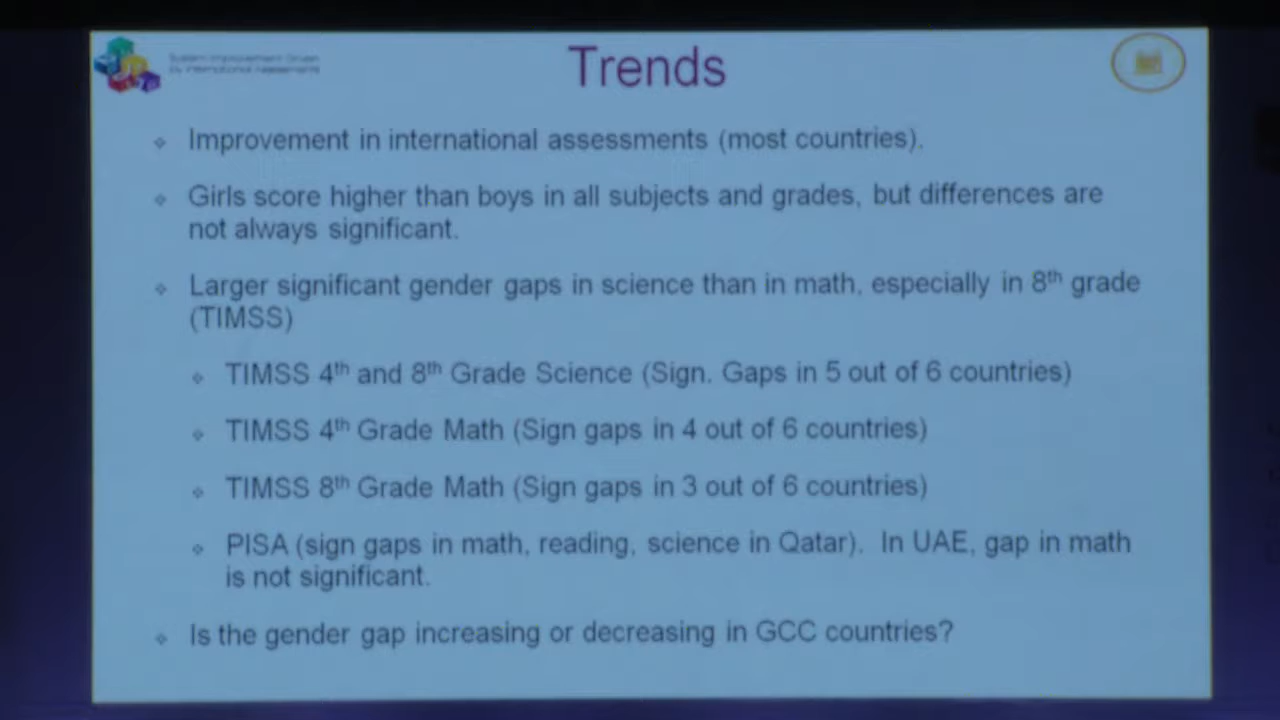 Trends
Improvement in international assessments (most countries).
Girls score higher than boys in all subjects and grades, but differences are
not always significant.
Larger significant gender gaps in science than in math, especially in 8th grade
(TIMSS)
TIMSS 4th and 8th Grade Science (Sign. Gaps in 5 out of 6 countries)
TIMSS 4th Grade Math (Sign gaps in 4 out of 6 countries)
TIMSS 8th Grade Math (Sign gaps in 3 out of 6 countries)
PISA (sign gaps in math, reading, science in Qatar). In UAE, gap in math
is not significant.
Is the gender gap increasing or decreasing in GCC countries?